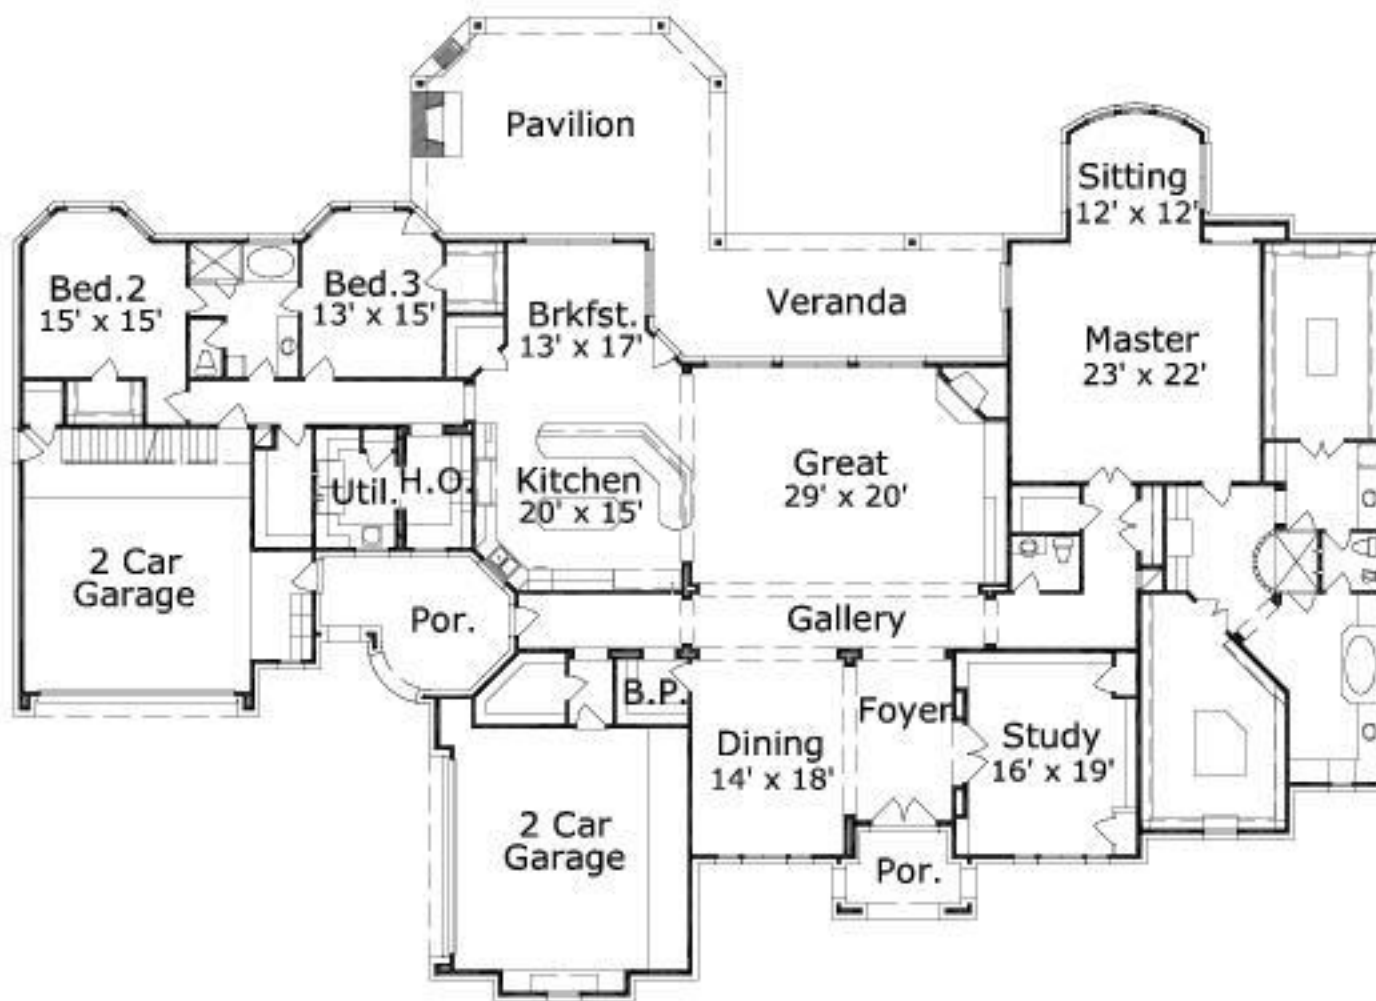 Pavilion
Sitting
12' x 12'
Bed.2
15' x 15'
Bed.3
13' x 15'
Brkfst.
13' x 17'
Veranda
Master
23' x 22'
Util.
H.O.
Kitchen
20' x 15'
Great
29' x 20'
2 Car
Garage
Por.
Gallery
B.P.
Foyer
Dining
14' x 18'
Study
16' x 19'
2 Car
Garage
Por.